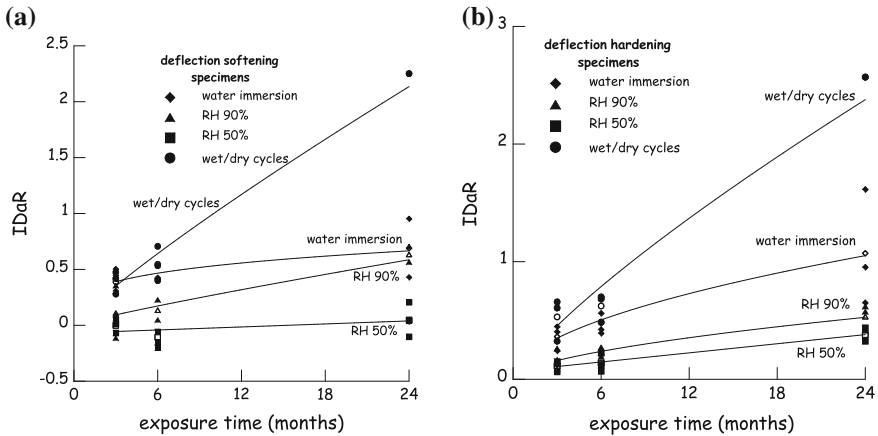 (a)
2.5
2
1.5
1
0.5
0
-0.5
IDaR
deflection softening
specimens
water immersion
RH 90%
RH 50%
wet/dry cycles
wet/dry cycles
water immersion
RH 90%
RH 50%
0 6 12 18 24
exposure time (months)
(b)
3
2
1
0
IDaR
deflection hardening
specimens
water immersion
RH 90%
RH 50%
wet/dry cycles
wet/dry cycles
water immersion
RH 90%
RH 50%
0 6 12 18 24
exposure time (months)